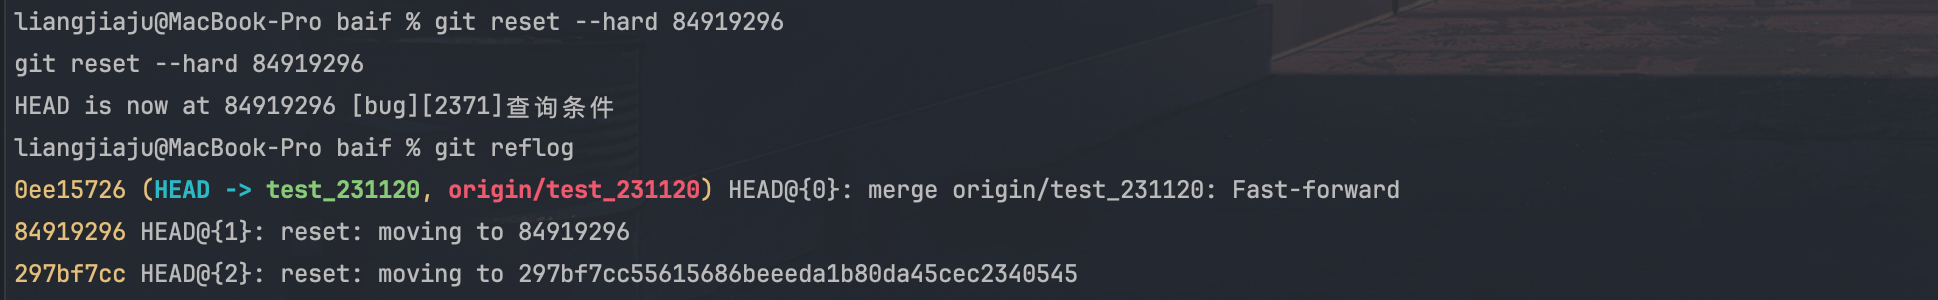 liangjiaju@MacBook-Pro baif % git reset --hard 84919296
git reset --hard 84919296
HEAD is now at 84919296 [bug][2371]查询条件
liangjiaju@MacBook-Pro baif % git reflog
0ee15726 (HEAD -> test_231120, origin/test_231120) HEAD@{0}: merge origin/test_231120: Fast-forward
84919296 HEAD@{1}: reset: moving to 84919296
297bf7cc HEAD@{2}: reset: moving to 297bf7cc55615686beeeda1b80da45cec2340545